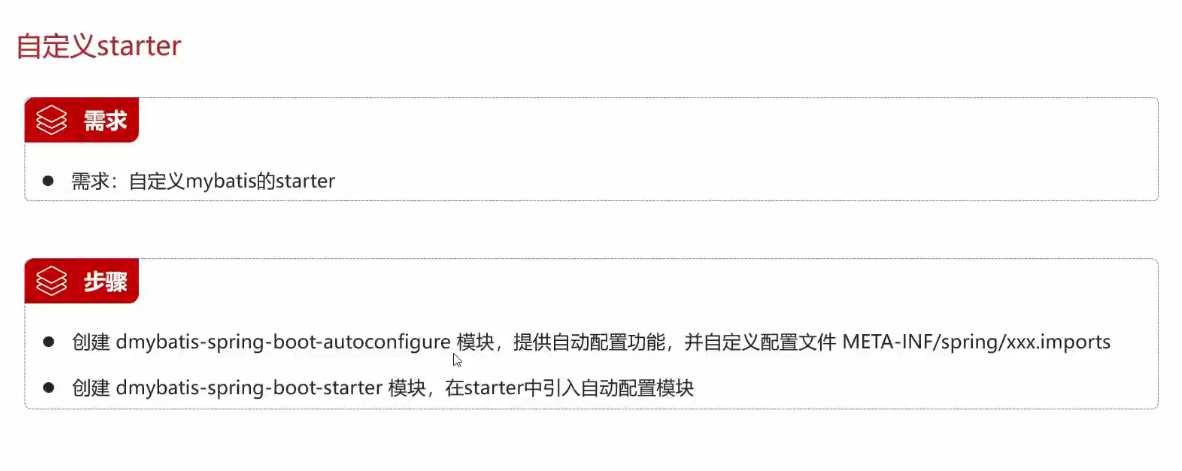 自定义starter
需求
需求：自定义mybatis的starter
步骤
创建 dmybatis-spring-boot-autoconfigure 模块，提供自动配置功能，并自定义配置文件 META-INF/spring/xxx.imports
创建 dmybatis-spring-boot-starter 模块，在starter中引入自动配置模块